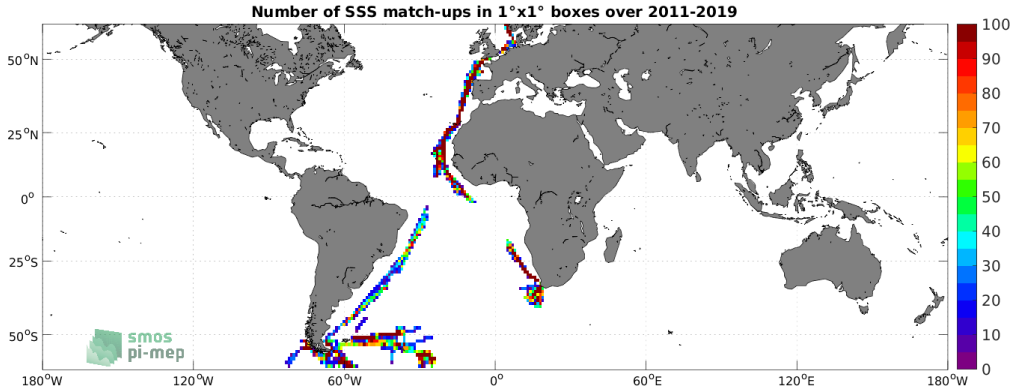 Number of SSS match-ups in 1°x1° boxes over 2011-2019
50°N
25°N
0°
25°S
50°S
180°W
120°W
60°W
0°
60°E
120°E
180°W
100
90
80
70
60
50
40
30
20
10
0
smos
pi-mep